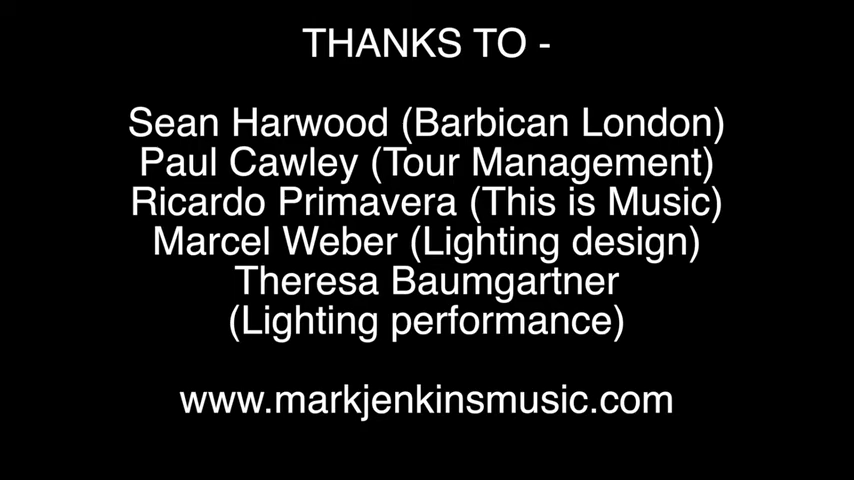 THANKS TO -
Sean Harwood (Barbican London)
Paul Cawley (Tour Management)
Ricardo Primavera (This is Music)
Marcel Weber (Lighting design)
Theresa Baumgartner
(Lighting performance)
www.markjenkinsmusic.com